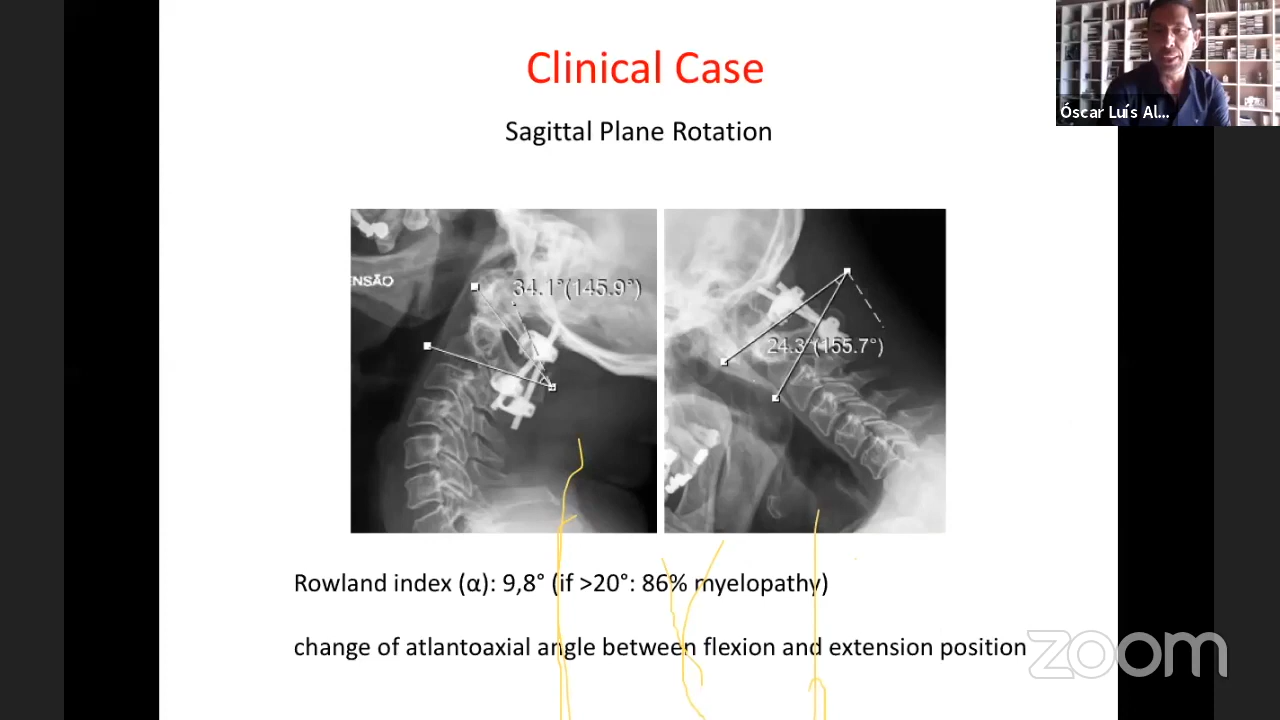 Clinical Case
Óscar Luís Al...
Sagittal Plane Rotation
ENSÃO
34.1°(145.9°)
24.3°(155.7°)
Rowland index (α): 9,8° (if >20°: 86% myelopathy)
change of atlantoaxial angle between flexion and extension position
zoom